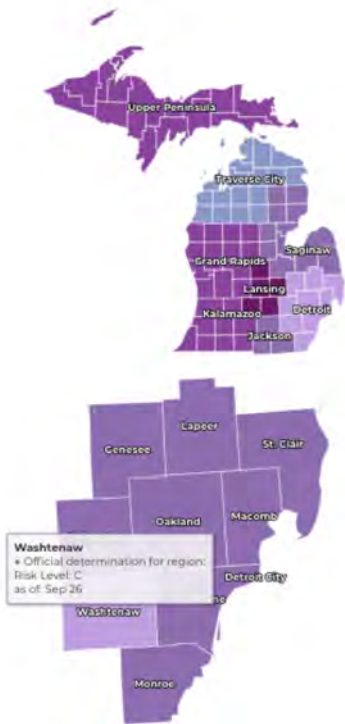 Upper Peninsula
Traverse City
Saginaw
Grand Rapids
Lansing
Kalamazoo
Detroit
Jackson
Lapeer
Genesee
St. Clair
Oakland
Macomb
Washtenaw
• Official determination for region:
Risk Level: C
as of: Sep 26
Detroit City
ne
Washtenaw
Monroe